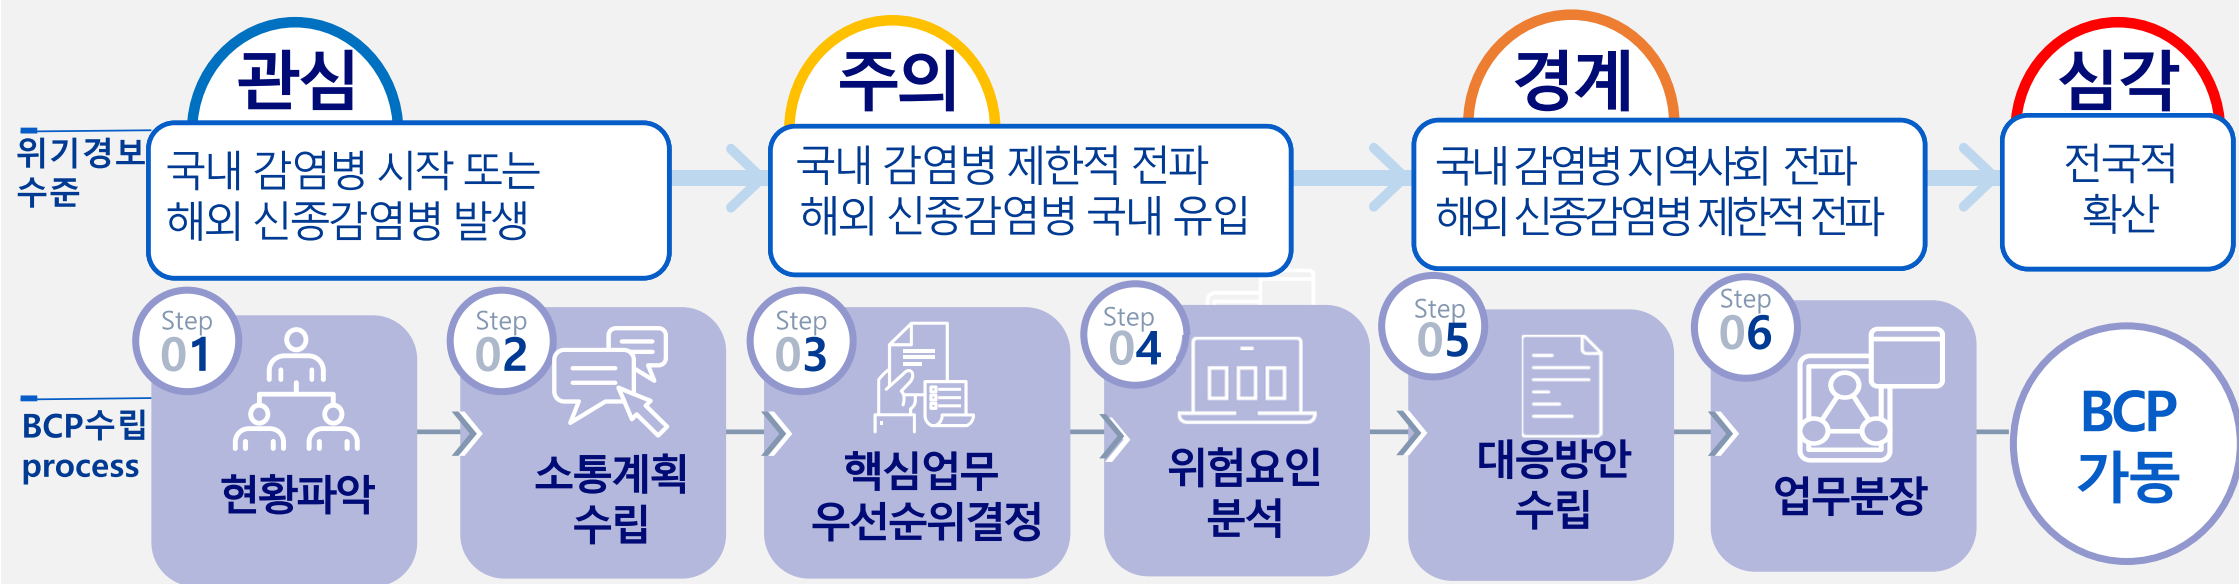 관심
주의
경계
심각
위기경보
수준
국내 감염병 시작 또는
해외 신종감염병 발생
국내 감염병 제한적 전파
해외 신종감염병 국내 유입
국내 감염병 지역사회 전파
해외 신종감염병 제한적 전파
전국적
확산
BCP수립
process
Step
01
현황파악
Step
02
소통계획
수립
Step
03
핵심업무
우선순위결정
Step
04
위험요인
분석
Step
05
대응방안
수립
Step
06
업무분장
BCP
가동